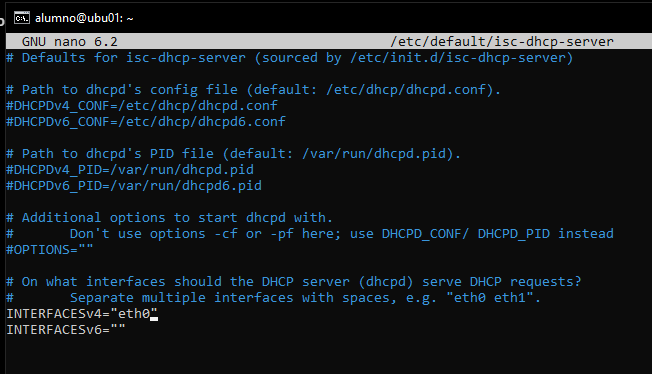 alumno@ubu01: ~
GNU nano 6.2 /etc/default/isc-dhcp-server
# Defaults for isc-dhcp-server (sourced by /etc/init.d/isc-dhcp-server)
# Path to dhcpd's config file (default: /etc/dhcp/dhcpd.conf).
#DHCPDv4_CONF=/etc/dhcp/dhcpd.conf
#DHCPDv6_CONF=/etc/dhcp/dhcpd6.conf
# Path to dhcpd's PID file (default: /var/run/dhcpd.pid).
#DHCPDv4_PID=/var/run/dhcpd.pid
#DHCPDv6_PID=/var/run/dhcpd6.pid
# Additional options to start dhcpd with.
#       Don't use options -cf or -pf here; use DHCPD_CONF/ DHCPD_PID instead
#OPTIONS=""
# On what interfaces should the DHCP server (dhcpd) serve DHCP requests?
#       Separate multiple interfaces with spaces, e.g. "eth0 eth1".
INTERFACESv4="eth0"
INTERFACESv6=""